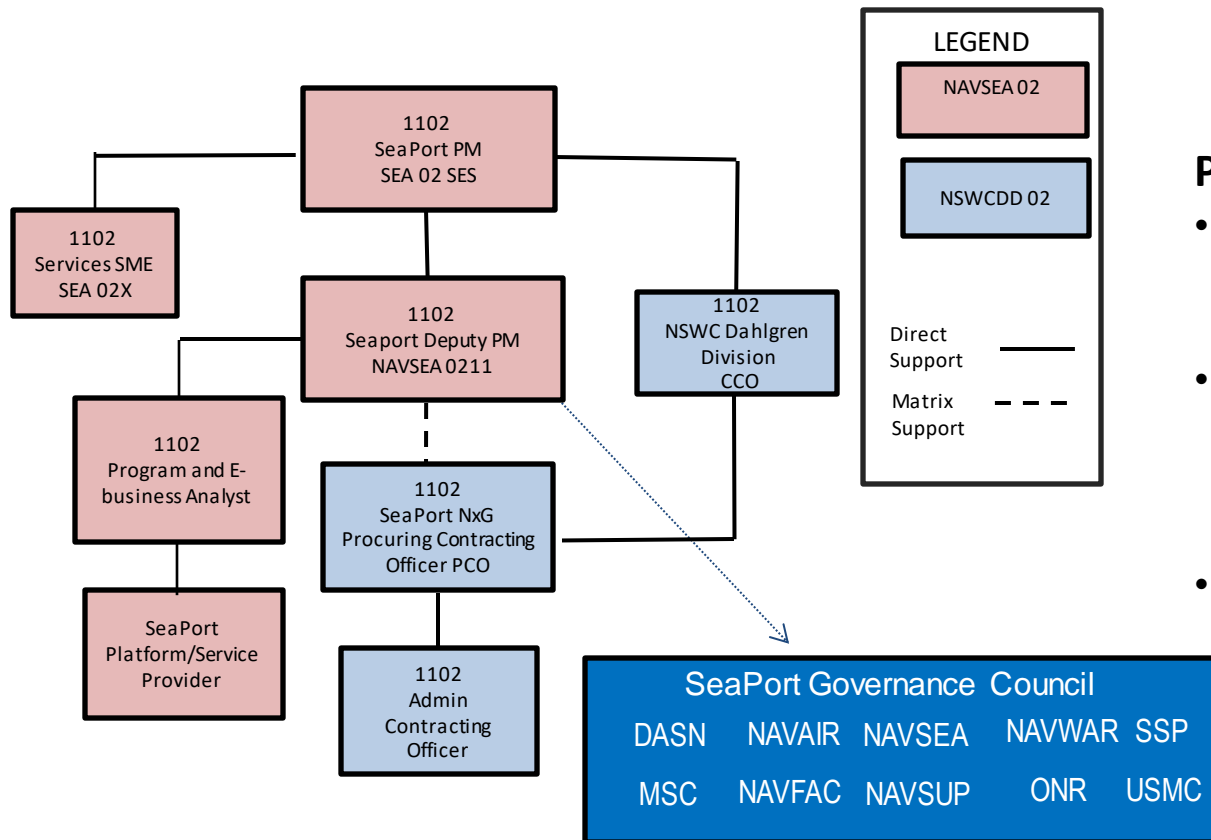 LEGEND
NAVSEA 02
NSWCDD 02
Direct
Support
Matrix
Support
1102
SeaPort PM
SEA 02 SES
1102
Services SME
SEA 02X
1102
Seaport Deputy PM
NAVSEA 0211
1102
NSWC Dahlgren
Division
CCO
1102
Program and E-
business Analyst
1102
SeaPort NxG
Procuring Contracting
Officer PCO
SeaPort
Platform/Service
Provider
1102
Admin
Contracting
Officer
SeaPort Governance Council
DASN NAVAIR NAVSEA NAVWAR SSP
MSC NAVFAC NAVSUP ONR USMC
P
•
•
•